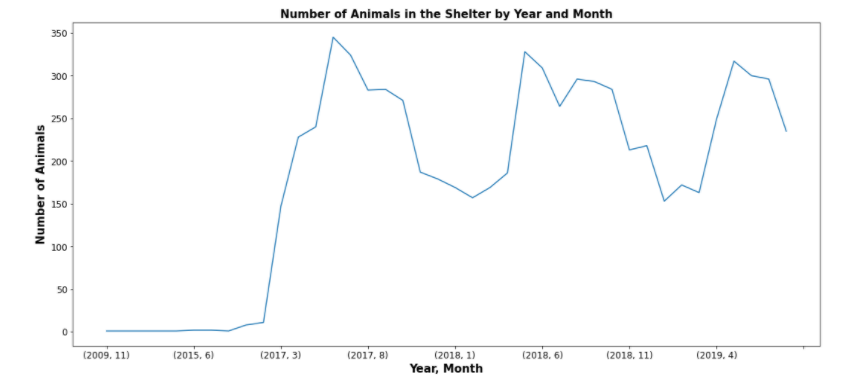 Number of Animals in the Shelter by Year and Month
350
300
250
200
150
100
50
0
Number of Animals
(2009, 11) (2015, 6) (2017, 3) (2017, 8) (2018, 1) (2018, 6) (2018, 11) (2019, 4)
Year, Month